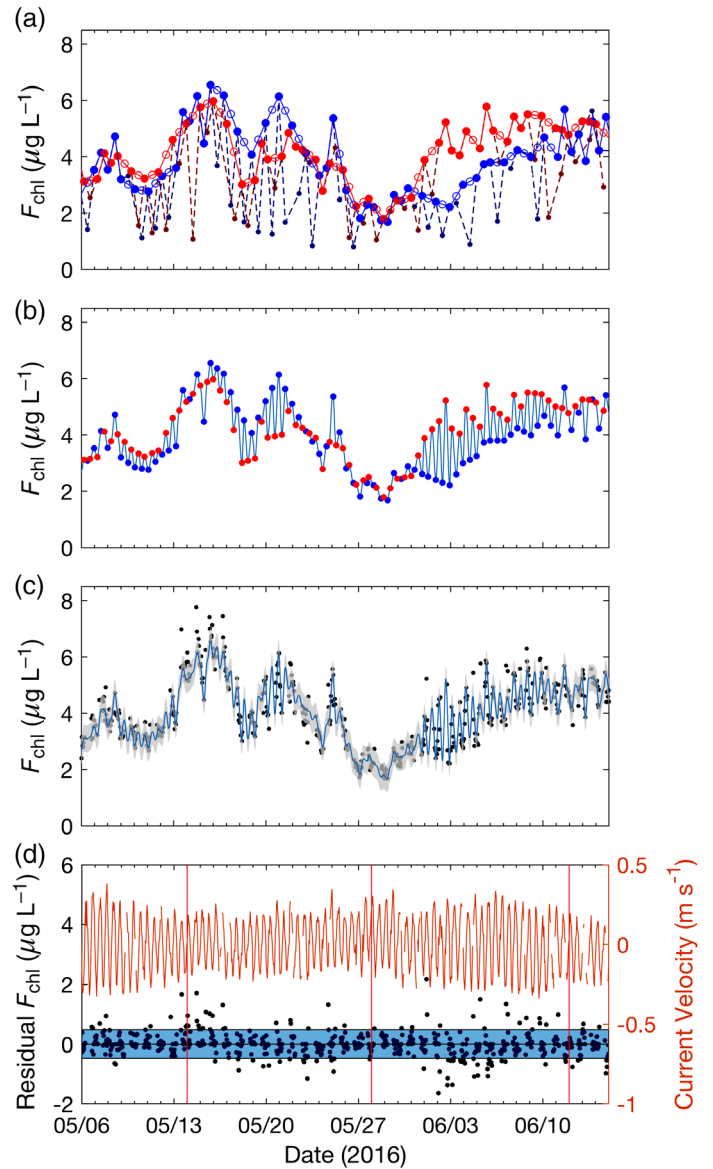 (a)
8
6
4
2
0
F_chl (μg L⁻¹)
(b)
8
6
4
2
0
F_chl (μg L⁻¹)
(c)
8
6
4
2
0
F_chl (μg L⁻¹)
(d)
6
4
2
0
-2
Residual F_chl (μg L⁻¹)
0.5
0
-0.5
-1
Current Velocity (m s⁻¹)
05/06 05/13 05/20 05/27 06/03 06/10
Date (2016)